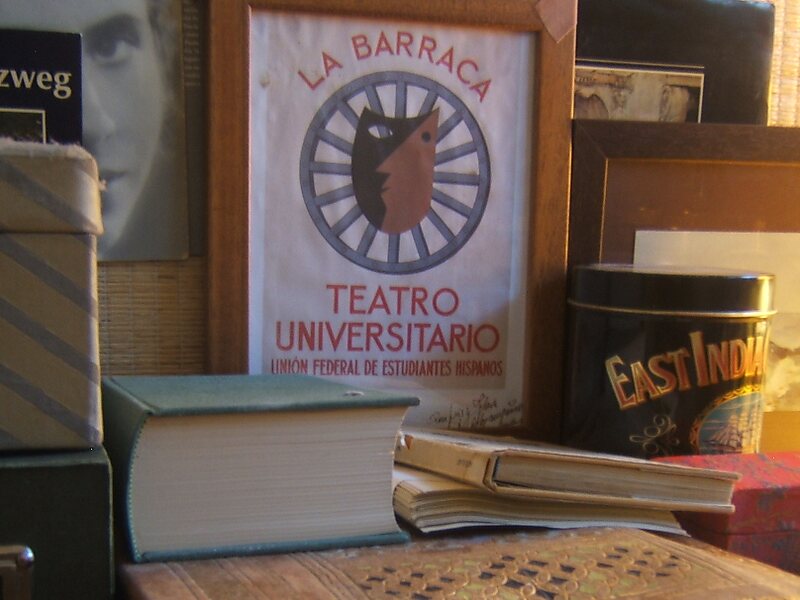 zweg
LA BARRACA
TEATRO
UNIVERSITARIO
UNIÓN FEDERAL DE ESTUDIANTES HISPANOS
EAST INDIA